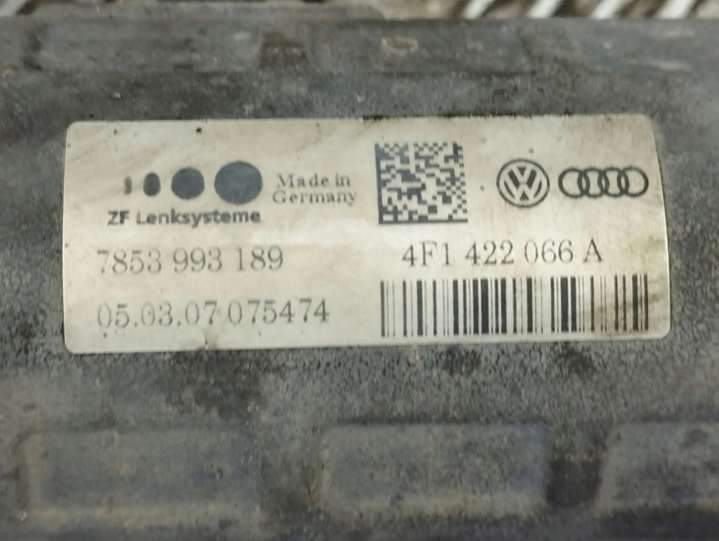 Made in
Germany
ZF Lenksysteme
7853 993 189
4F1 422 066 A
05.03.07 075474